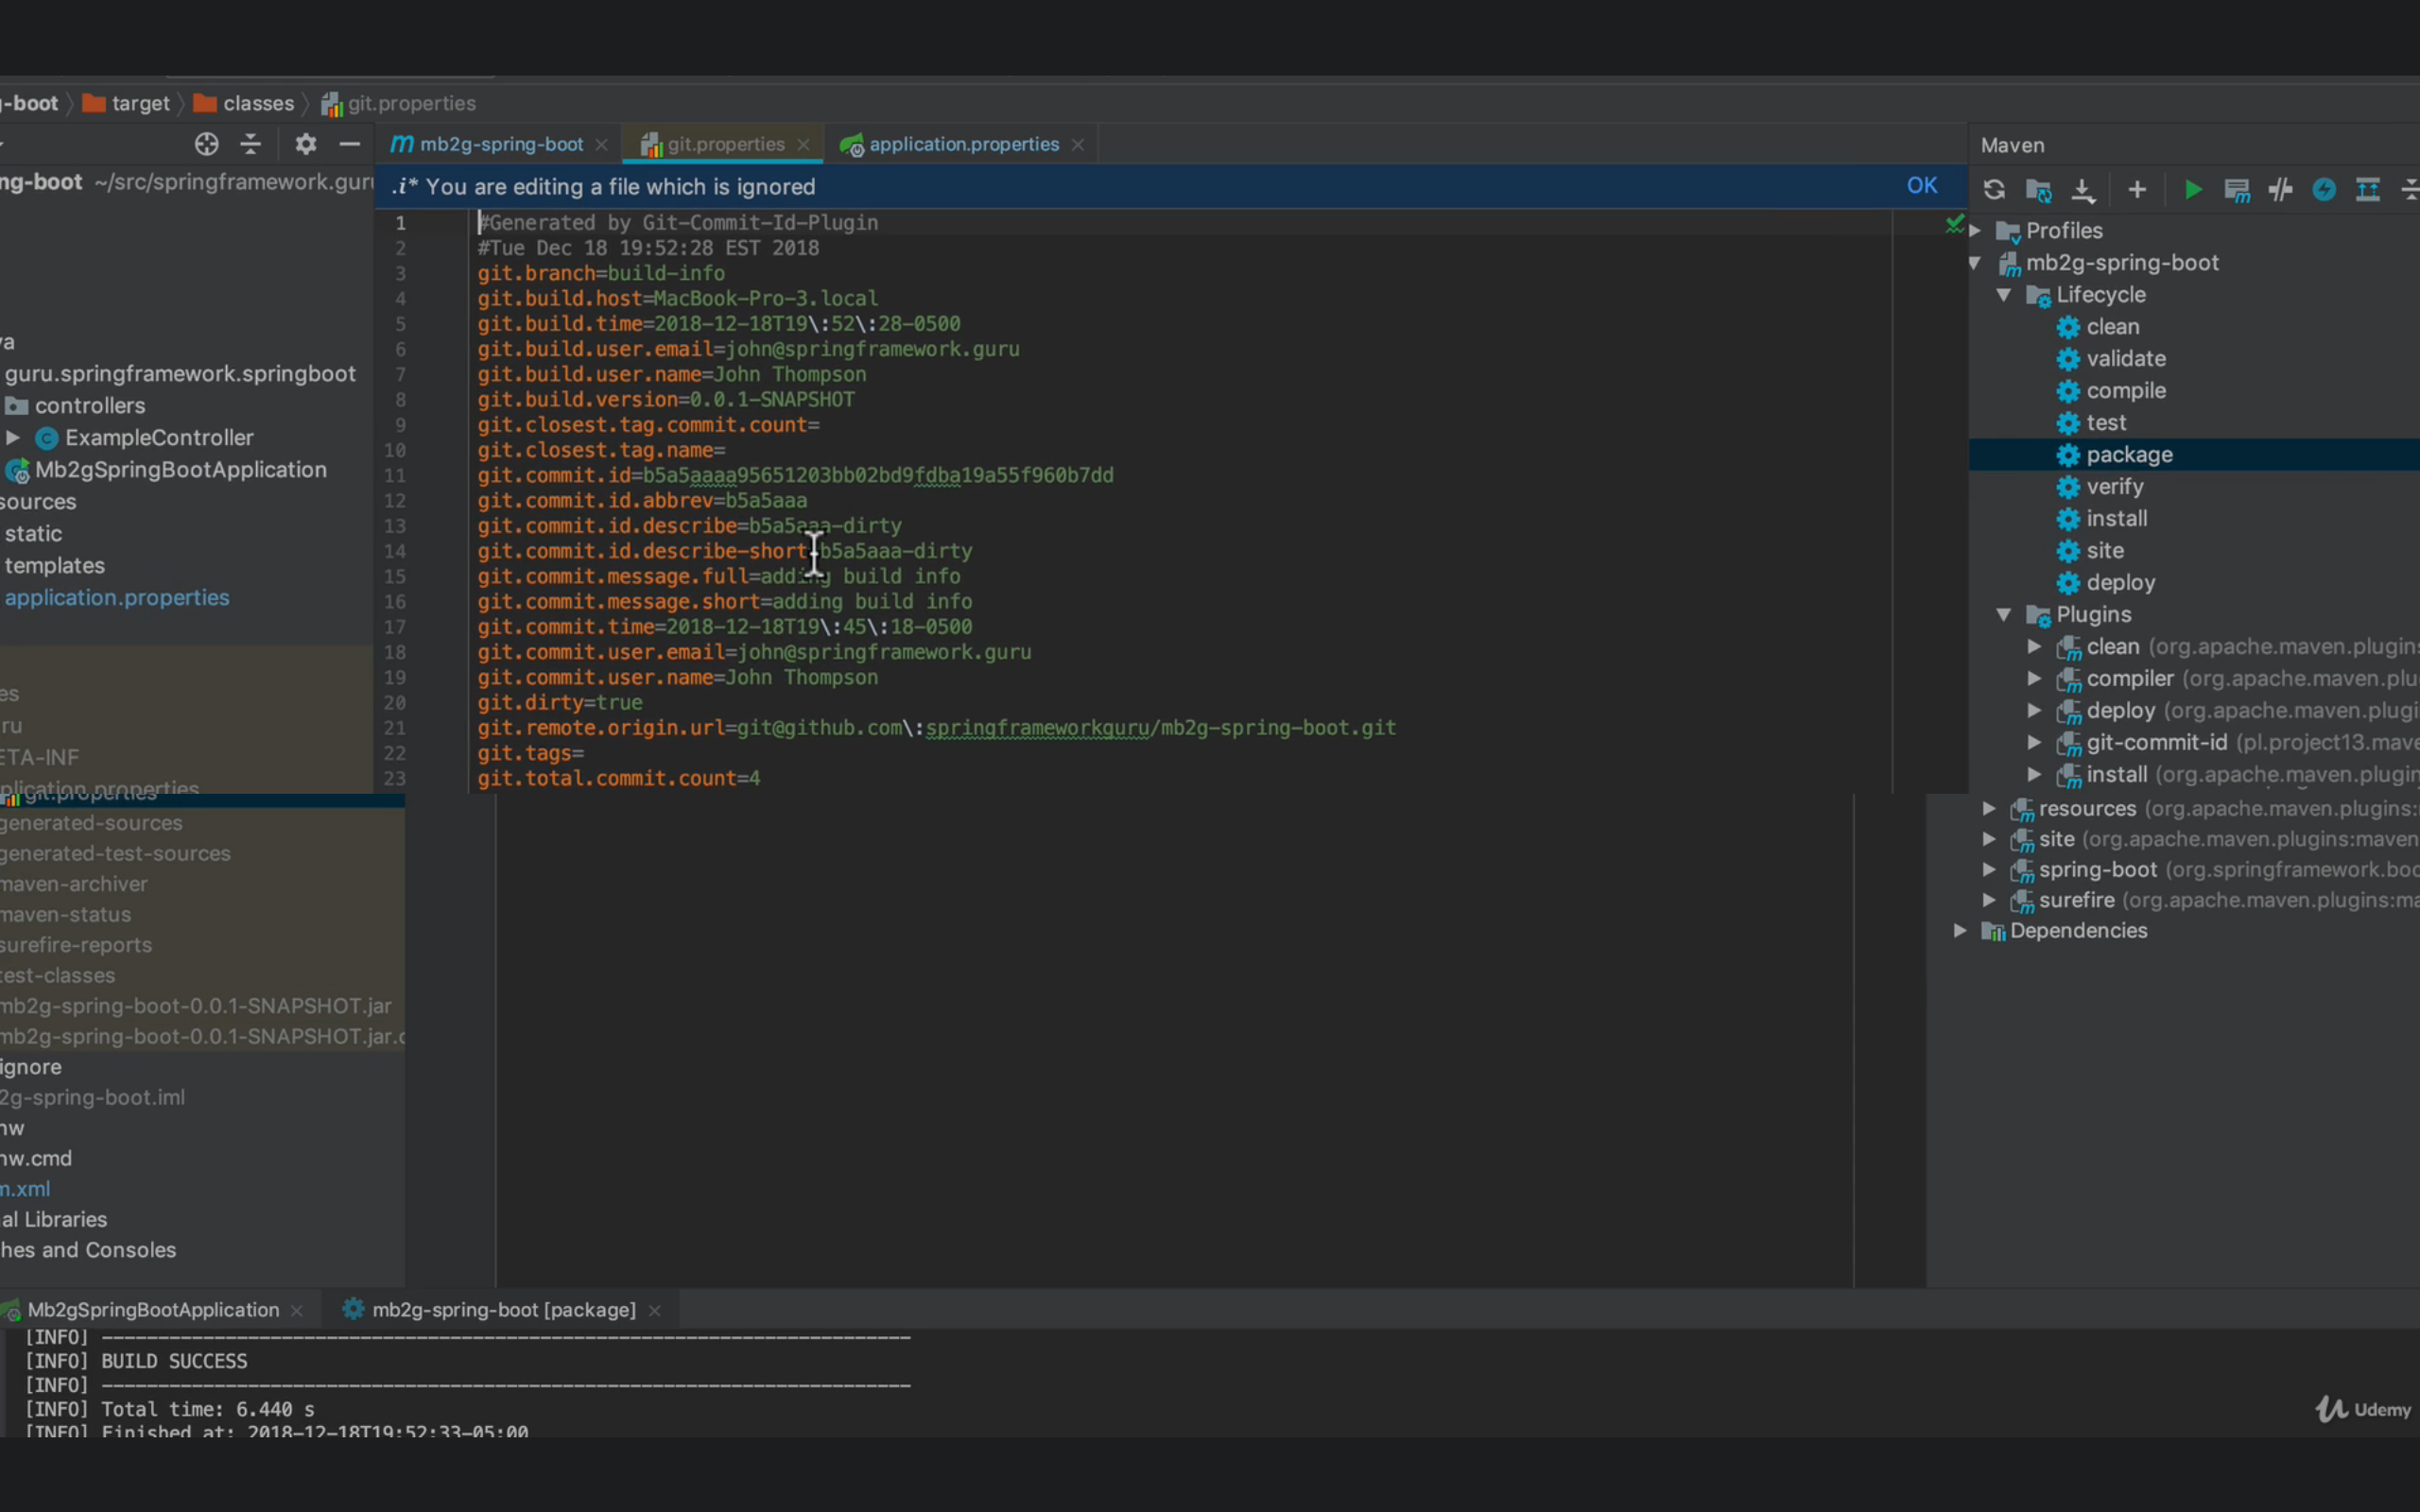 -boot target classes git.properties
mb2g-spring-boot git.properties application.properties
Maven
ng-boot ~/src/springframework.guru
.i* You are editing a file which is ignored OK
1 #Generated by Git-Commit-Id-Plugin
2 #Tue Dec 18 19:52:28 EST 2018
3 git.branch=build-info
4 git.build.host=MacBook-Pro-3.local
5 git.build.time=2018-12-18T19\:52\:28-0500
6 git.build.user.email=john@springframework.guru
7 git.build.user.name=John Thompson
8 git.build.version=0.0.1-SNAPSHOT
9 git.closest.tag.commit.count=
10 git.closest.tag.name=
11 git.commit.id=b5a5aaaa95651203bb02bd9fdba19a55f960b7dd
12 git.commit.id.abbrev=b5a5aaa
13 git.commit.id.describe=b5a5aaa-dirty
14 git.commit.id.describe-short=b5a5aaa-dirty
15 git.commit.message.full=adding build info
16 git.commit.message.short=adding build info
17 git.commit.time=2018-12-18T19\:45\:18-0500
18 git.commit.user.email=john@springframework.guru
19 git.commit.user.name=John Thompson
20 git.dirty=true
21 git.remote.origin.url=git@github.com\:springframeworkguru/mb2g-spring-boot.git
22 git.tags=
23 git.total.commit.count=4
va
guru.springframework.springboot
controllers
ExampleController
Mb2gSpringBootApplication
sources
static
templates
application.properties
es
ru
ETA-INF
plication.properties
git.properties
generated-sources
generated-test-sources
maven-archiver
maven-status
surefire-reports
test-classes
mb2g-spring-boot-0.0.1-SNAPSHOT.jar
mb2g-spring-boot-0.0.1-SNAPSHOT.jar.o
ignore
2g-spring-boot.iml
nw
nw.cmd
m.xml
al Libraries
hes and Consoles
Profiles
mb2g-spring-boot
Lifecycle
clean
validate
compile
test
package
verify
install
site
deploy
Plugins
clean (org.apache.maven.plugins
compiler (org.apache.maven.plu
deploy (org.apache.maven.plugi
git-commit-id (pl.project13.mave
install (org.apache.maven.plugin
resources (org.apache.maven.plugins:
site (org.apache.maven.plugins:maven
spring-boot (org.springframework.boo
surefire (org.apache.maven.plugins:ma
Dependencies
Mb2gSpringBootApplication mb2g-spring-boot [package]
[INFO] ------------------------------------------------------------------------
[INFO] BUILD SUCCESS
[INFO] ------------------------------------------------------------------------
[INFO] Total time: 6.440 s
[INFO] Finished at: 2018-12-18T19:52:33-05:00
Udemy